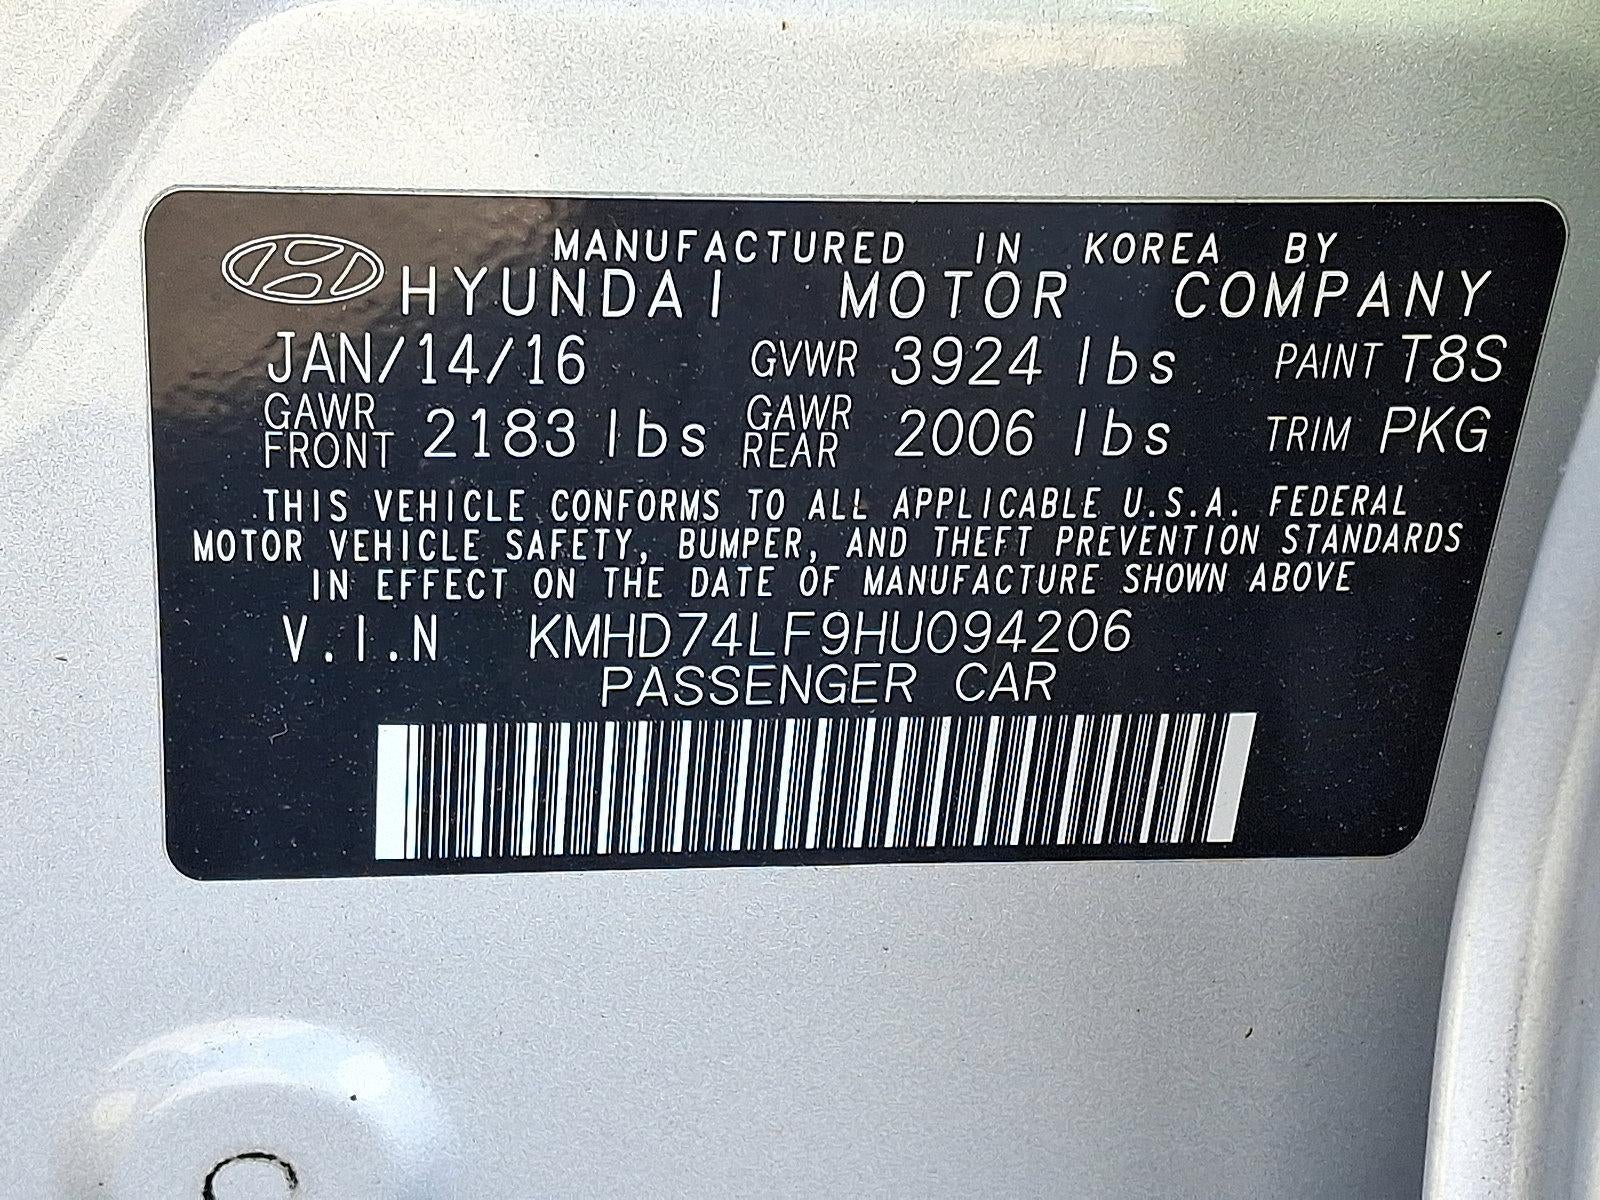 MANUFACTURED IN KOREA BY
HYUNDAI MOTOR COMPANY
JAN/14/16 GVWR 3924 lbs PAINT T8S
GAWR FRONT 2183 lbs GAWR REAR 2006 lbs TRIM PKG
THIS VEHICLE CONFORMS TO ALL APPLICABLE U.S.A. FEDERAL
MOTOR VEHICLE SAFETY, BUMPER, AND THEFT PREVENTION STANDARDS
IN EFFECT ON THE DATE OF MANUFACTURE SHOWN ABOVE
V.I.N KMHD74LF9HU094206
PASSENGER CAR